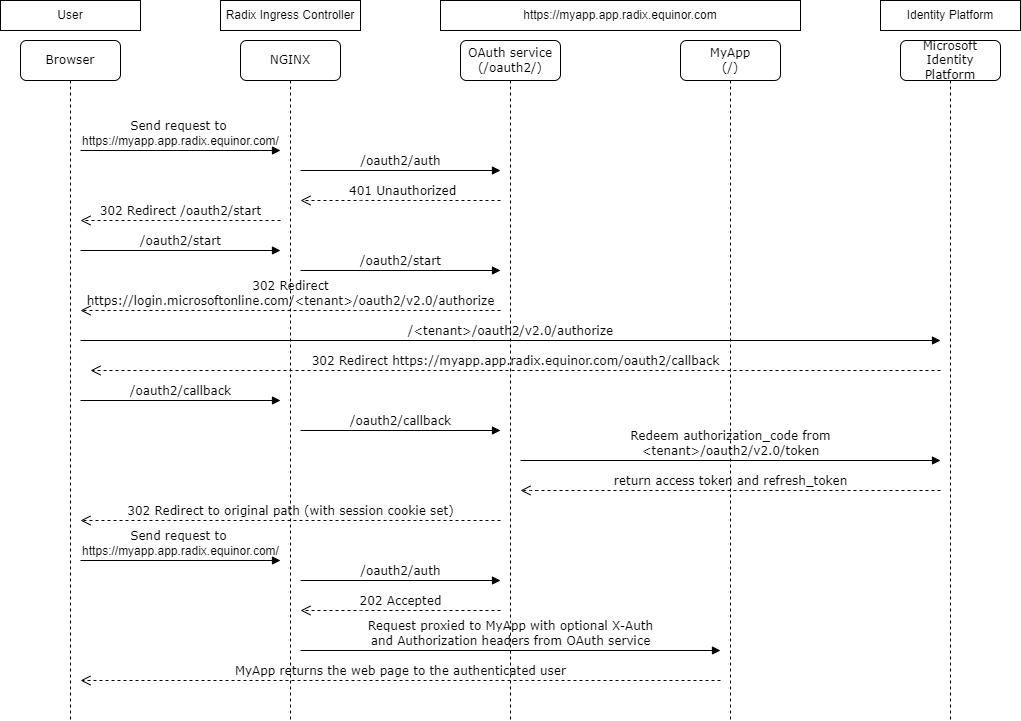 User
Radix Ingress Controller
https://myapp.app.radix.equinor.com
Identity Platform
Browser
NGINX
OAuth service
(/oauth2/)
MyApp
(/)
Microsoft
Identity
Platform
Send request to
https://myapp.app.radix.equinor.com/
/oauth2/auth
401 Unauthorized
302 Redirect /oauth2/start
/oauth2/start
/oauth2/start
302 Redirect
https://login.microsoftonline.com/<tenant>/oauth2/v2.0/authorize
/<tenant>/oauth2/v2.0/authorize
302 Redirect https://myapp.app.radix.equinor.com/oauth2/callback
/oauth2/callback
/oauth2/callback
Redeem authorization_code from
<tenant>/oauth2/v2.0/token
return access token and refresh_token
302 Redirect to original path (with session cookie set)
Send request to
https://myapp.app.radix.equinor.com/
/oauth2/auth
202 Accepted
Request proxied to MyApp with optional X-Auth
and Authorization headers from OAuth service
MyApp returns the web page to the authenticated user